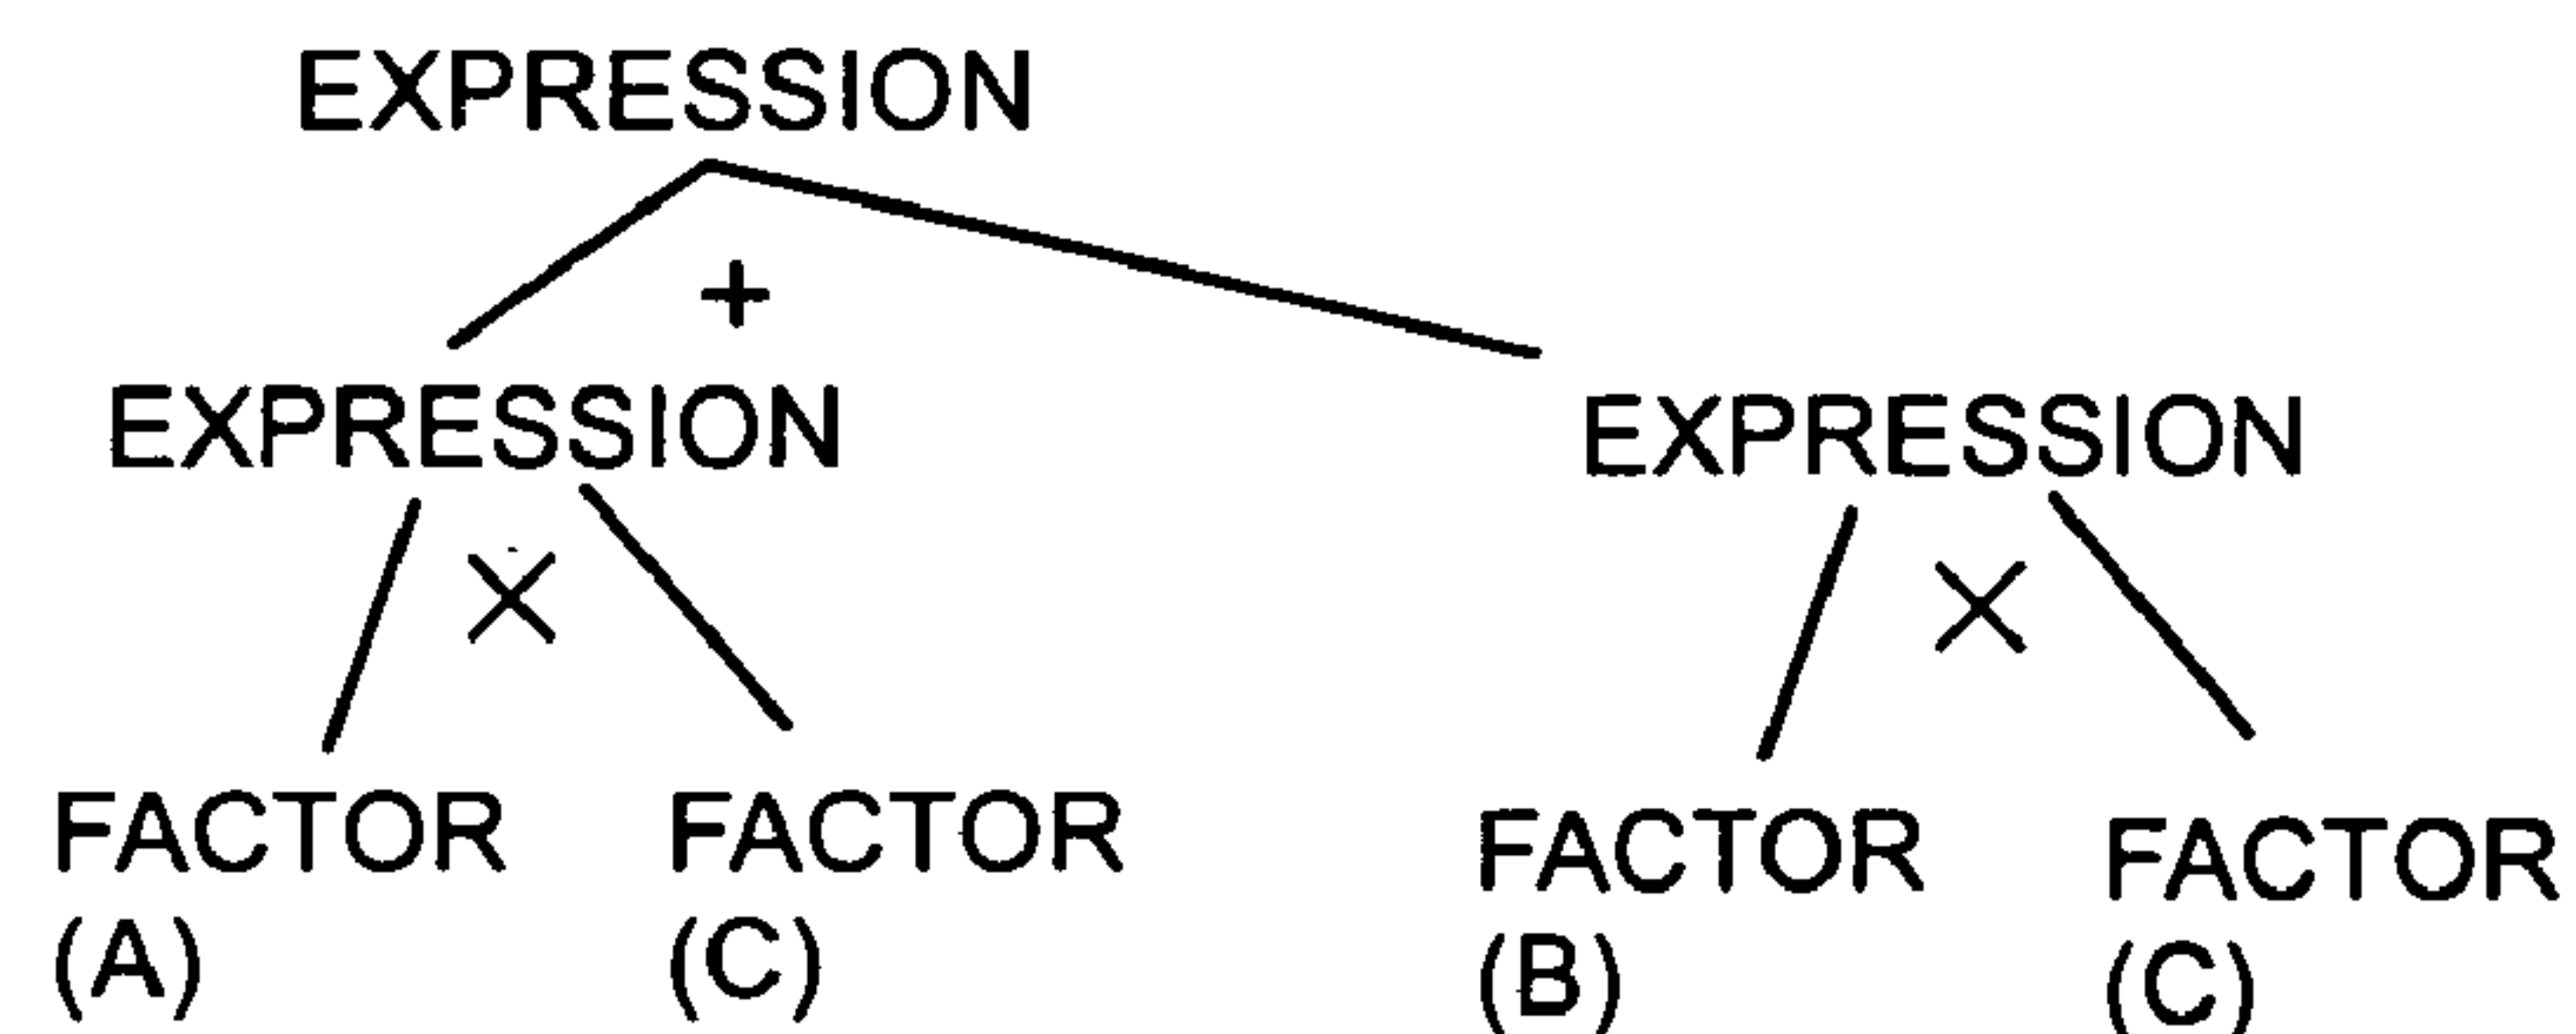 EXPRESSION
+
EXPRESSION EXPRESSION
× ×
FACTOR FACTOR FACTOR FACTOR
(A) (C) (B) (C)